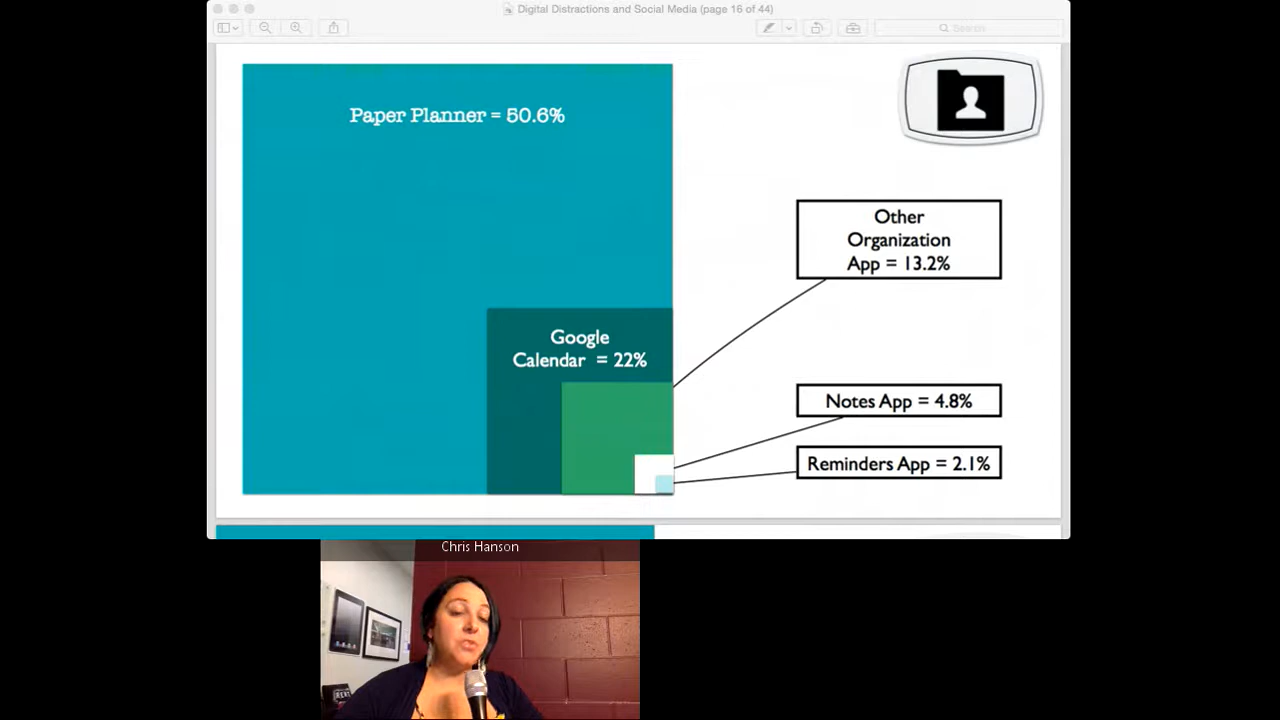 Digital Distractions and Social Media (page 16 of 44)
Search
Paper Planner = 50.6%
Other
Organization
App = 13.2%
Google
Calendar = 22%
Notes App = 4.8%
Reminders App = 2.1%
Chris Hanson